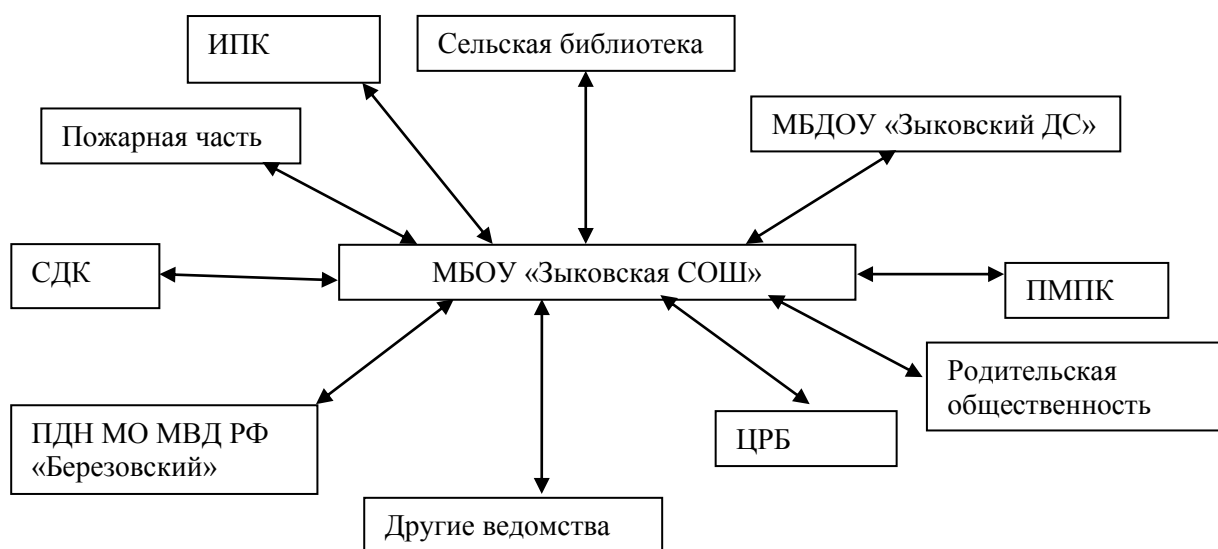 ИПК
Сельская библиотека
Пожарная часть
МБДОУ «Зыковский ДС»
СДК
МБОУ «Зыковская СОШ»
ПМПК
ПДН МО МВД РФ
«Березовский»
Другие ведомства
ЦРБ
Родительская
общественность